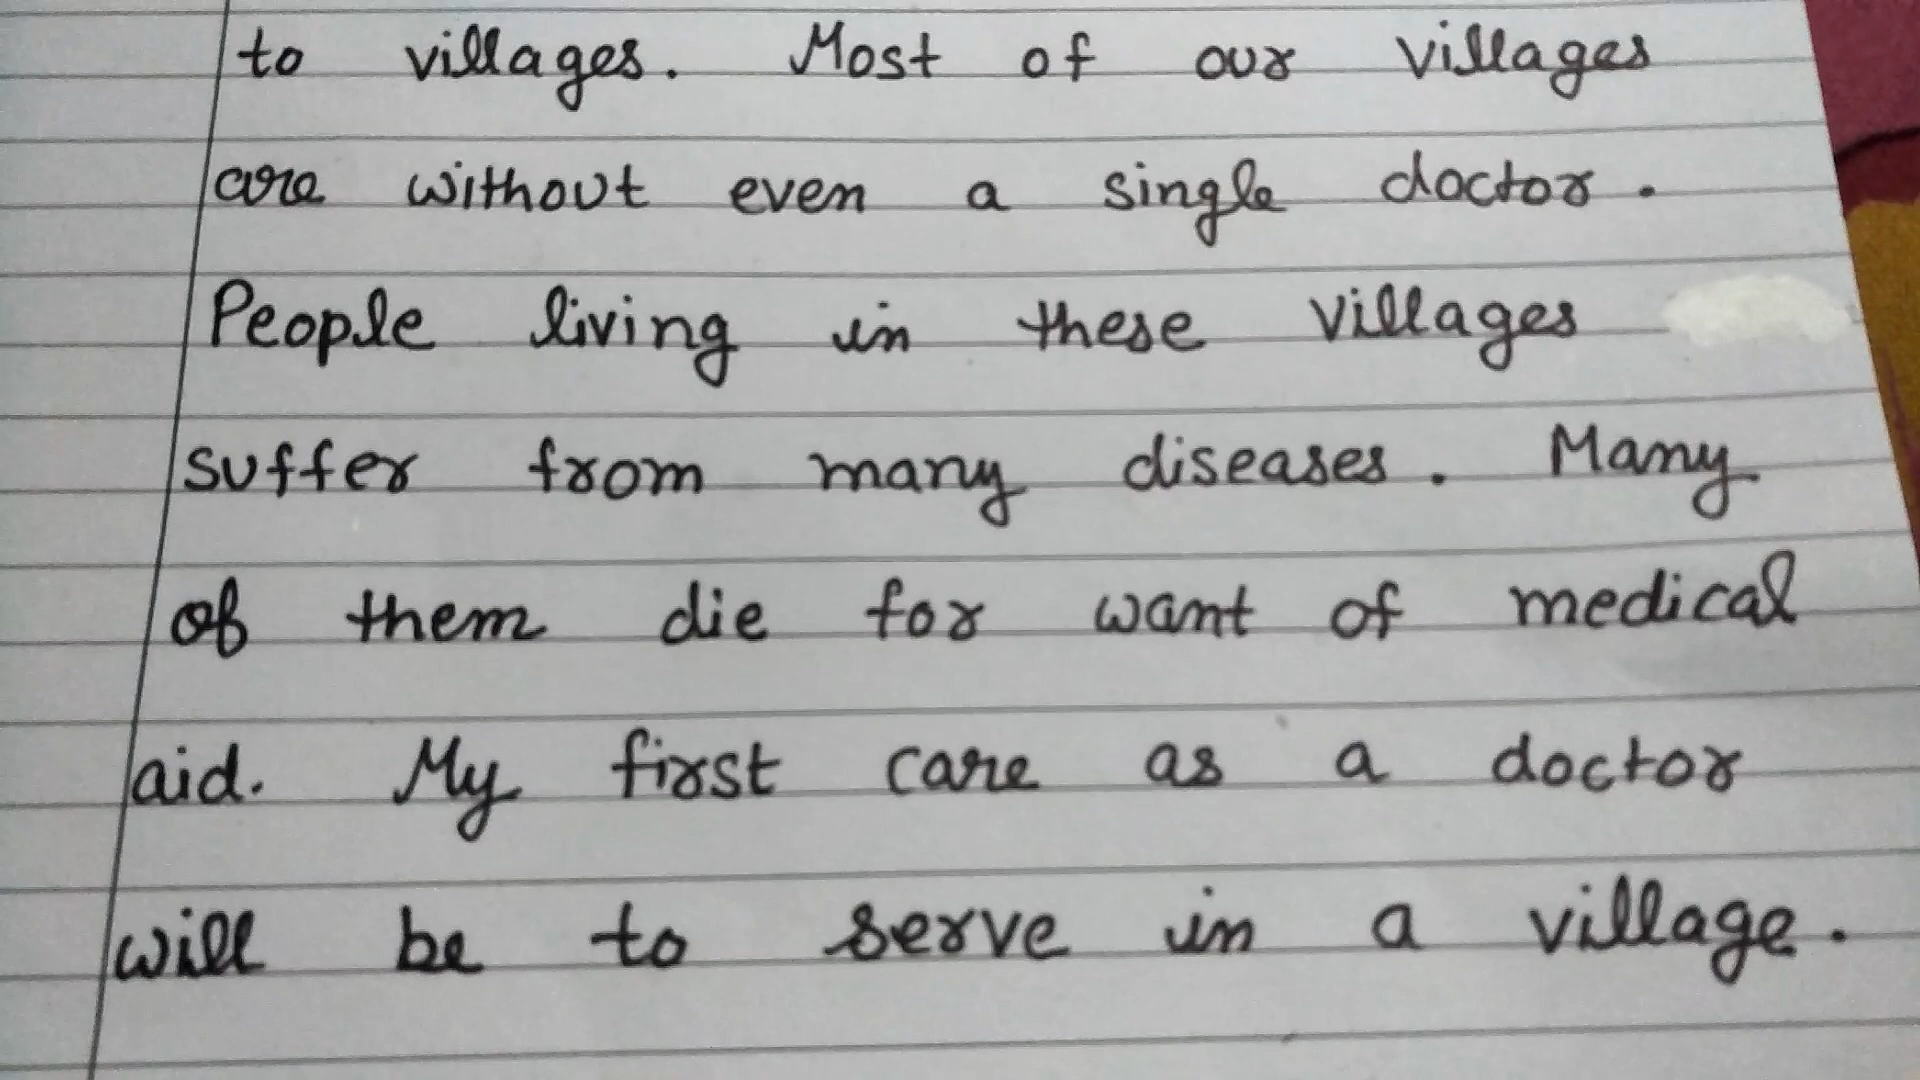 to villages. Most of our villages
are without even a single doctor.
People living in these villages
suffer from many diseases. Many
of them die for want of medical
aid. My first care as a doctor
will be to serve in a village.